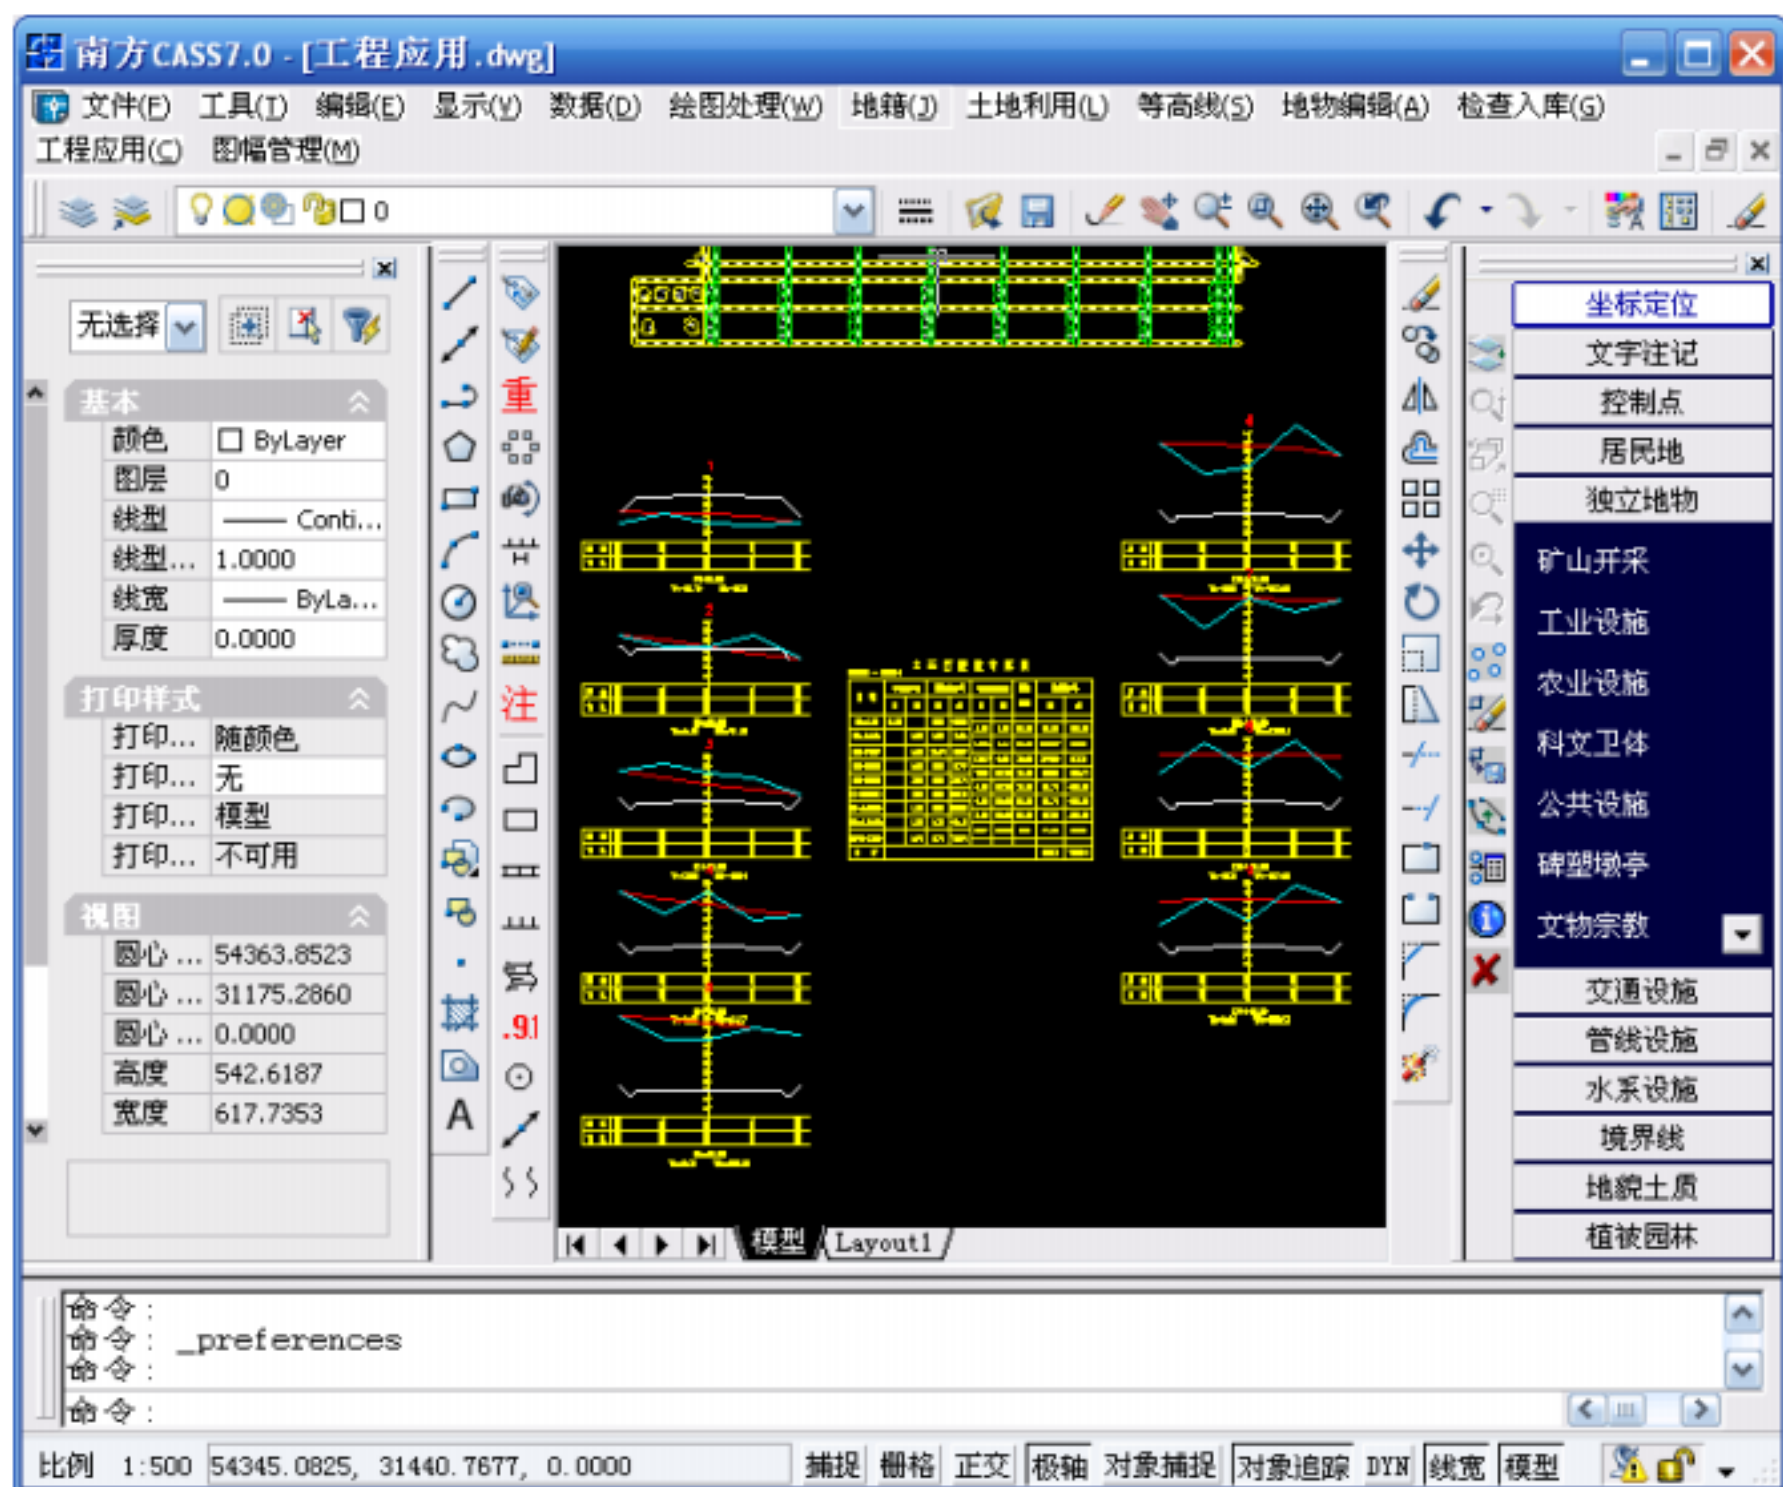 南方CASS7.0 - [工程应用.dwg]
文件(F) 工具(T) 编辑(E) 显示(V) 数据(D) 绘图处理(W) 地籍(J) 土地利用(L) 等高线(S) 地物编辑(A) 检查入库(G)
工程应用(C) 图幅管理(M)
0
无选择
基本
颜色 ByLayer
图层 0
线型 Conti...
线型... 1.0000
线宽 ByLa...
厚度 0.0000
打印样式
打印... 随颜色
打印... 无
打印... 模型
打印... 不可用
视图
圆心 ... 54363.8523
圆心 ... 31175.2860
圆心 ... 0.0000
高度 542.6187
宽度 617.7353
重
注
.91
A
1
2
3
坐标定位
文字注记
控制点
居民地
独立地物
矿山开采
工业设施
农业设施
科文卫体
公共设施
碑塑墩亭
文物宗教
交通设施
管线设施
水系设施
境界线
地貌土质
植被园林
模型 Layout1
命令:
命令: _preferences
命令:
命令:
比例 1:500 54345.0825, 31440.7677, 0.0000 捕捉 栅格 正交 极轴 对象捕捉 对象追踪 DYN 线宽 模型